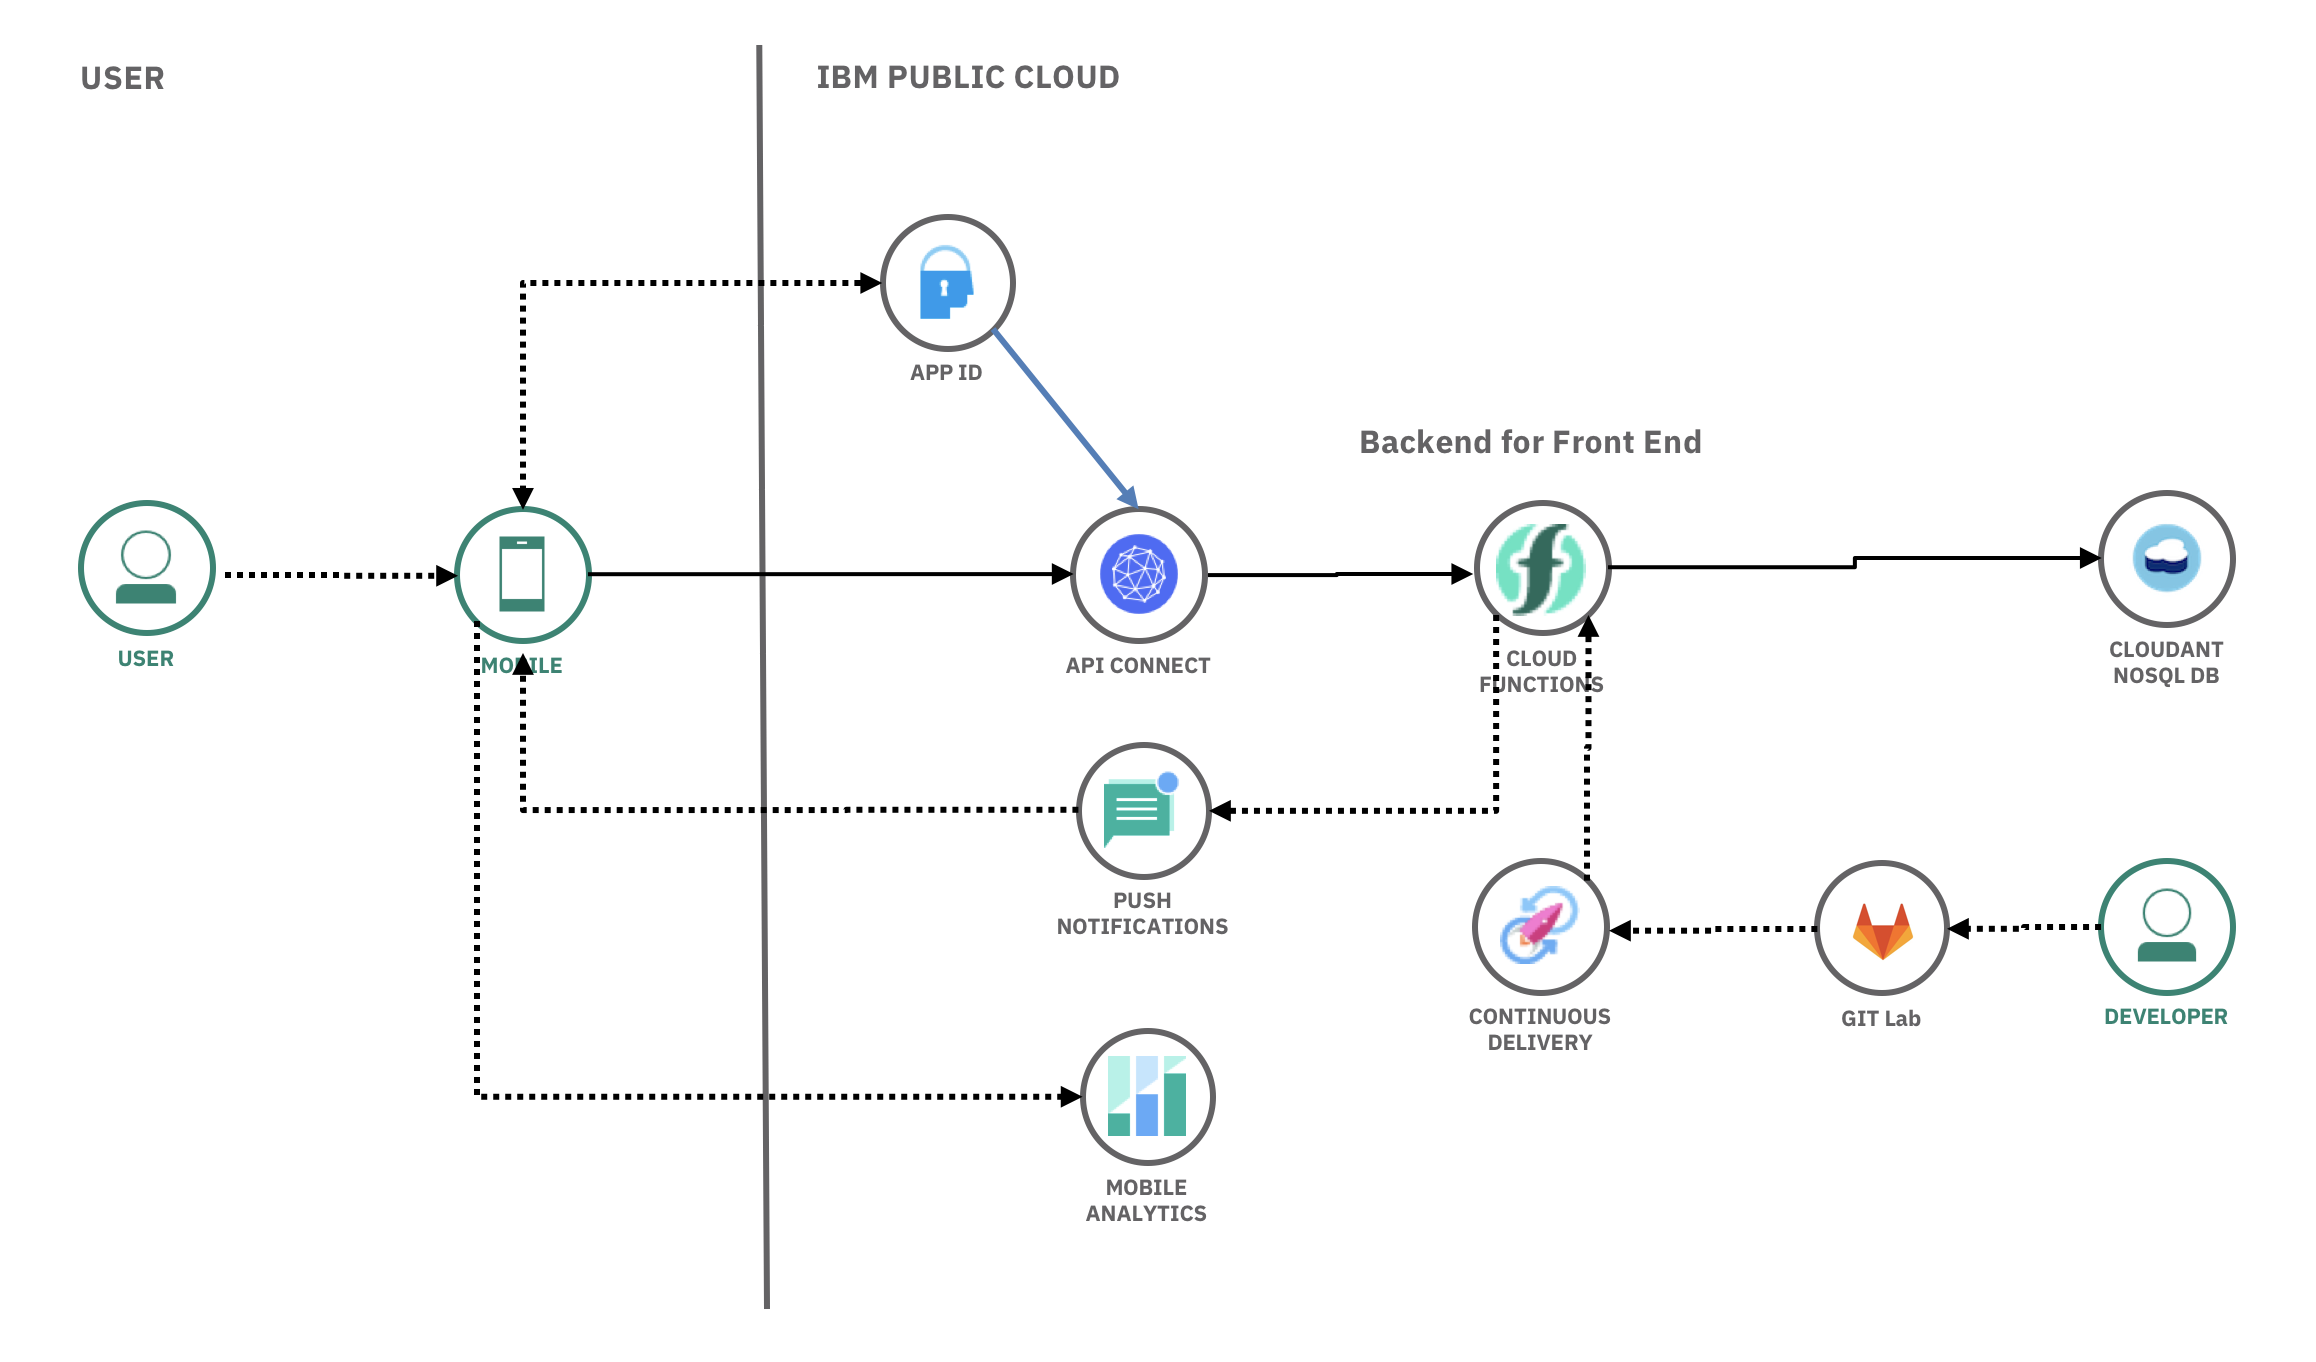 USER
IBM PUBLIC CLOUD
APP ID
Backend for Front End
USER
MOBILE
API CONNECT
CLOUD
FUNCTIONS
CLOUDANT
NOSQL DB
PUSH
NOTIFICATIONS
CONTINUOUS
DELIVERY
GIT Lab
DEVELOPER
MOBILE
ANALYTICS